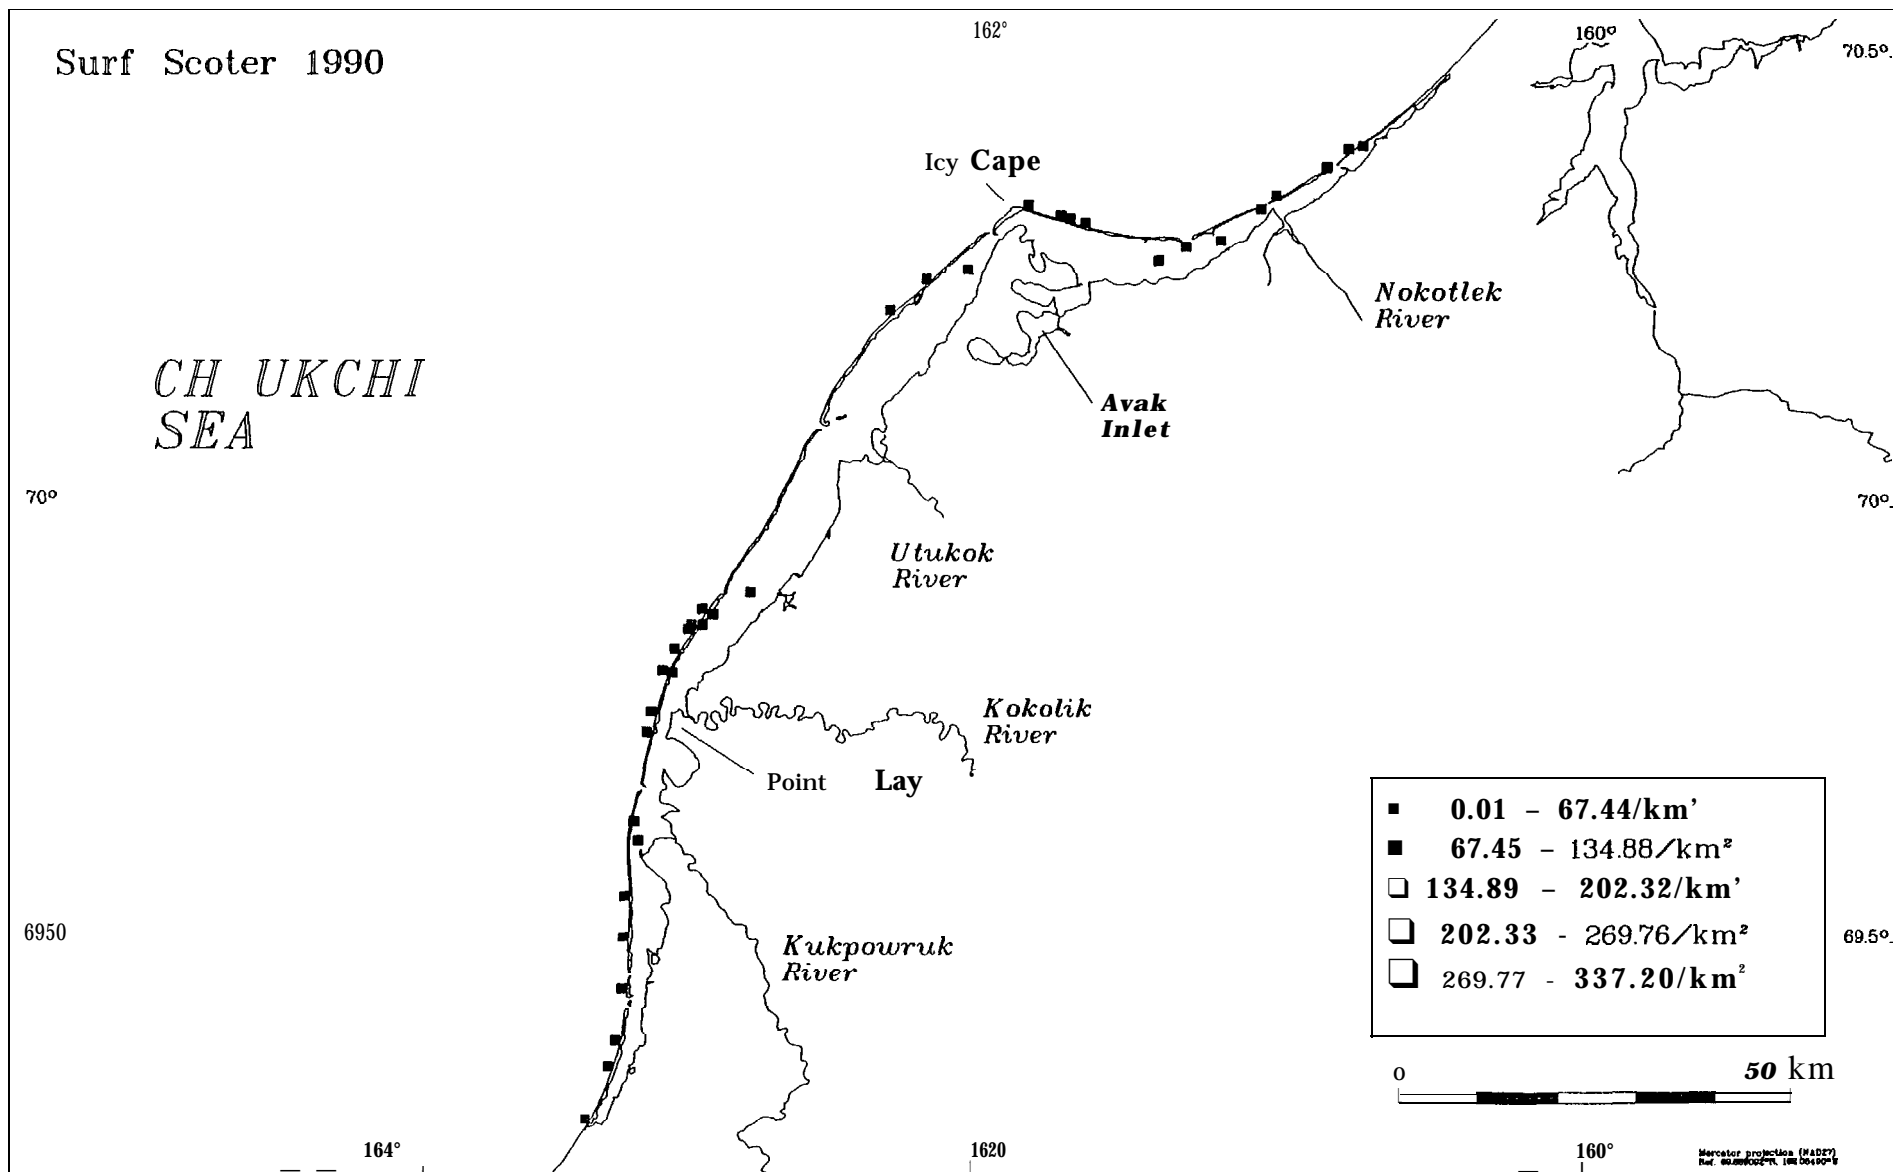 162°
160°
70.5°
Surf Scoter 1990
Icy Cape
Nokotlek
River
CH UKCHI
SEA
Avak
Inlet
70°
70°
Utukok
River
Kokolik
River
Point Lay
0.01 – 67.44/km'
67.45 – 134.88/km²
134.89 – 202.32/km'
202.33 - 269.76/km²
269.77 - 337.20/km²
6950
69.5°
Kukpowruk
River
0 50 km
164°
1620
160°
Mercator projection (NAD27)